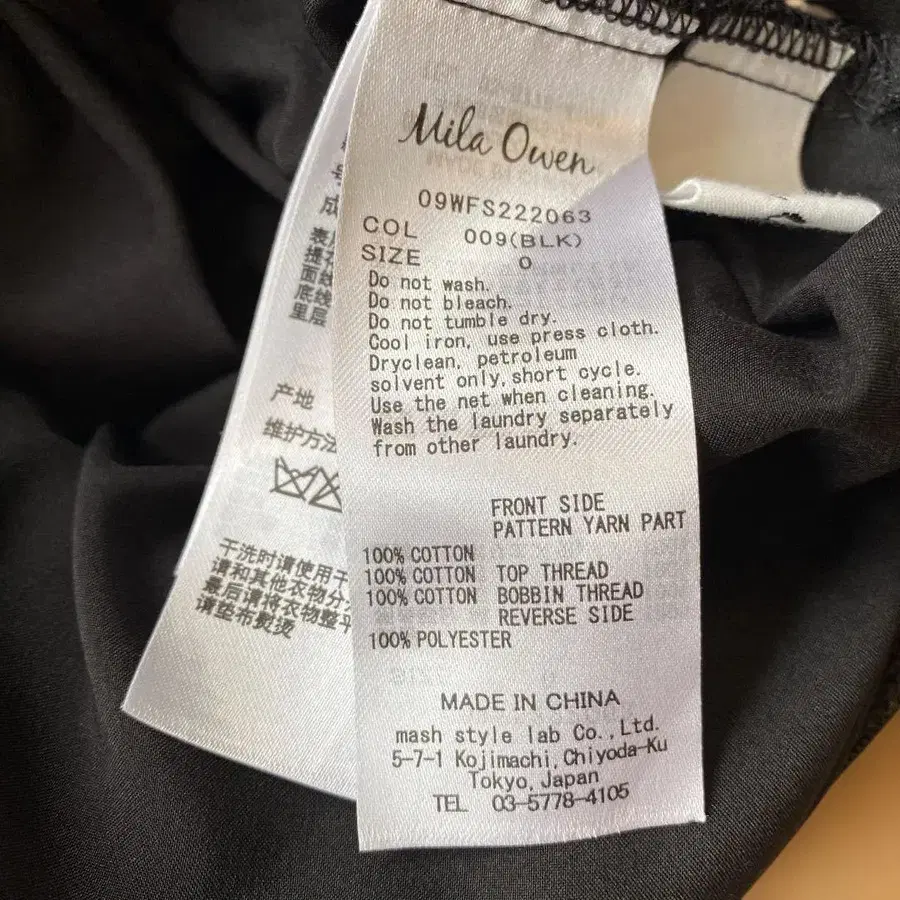 Mila Owen
09WFS222063
COL 009(BLK)
SIZE 0
Do not wash.
Do not bleach.
Do not tumble dry.
Cool iron, use press cloth.
Dryclean, petroleum
solvent only,short cycle.
Use the net when cleaning.
Wash the laundry separately
from other laundry.
FRONT SIDE
PATTERN YARN PART
100% COTTON
100% COTTON TOP THREAD
100% COTTON BOBBIN THREAD
REVERSE SIDE
100% POLYESTER
MADE IN CHINA
mash style lab Co.,Ltd.
5-7-1 Kojimachi,Chiyoda-Ku
Tokyo,Japan
TEL 03-5778-4105
成
表
提花
面线
底线
里层
产地
维护方法
干洗时请使用干
请和其他衣物分
最后请将衣物整平
请垫布熨烫